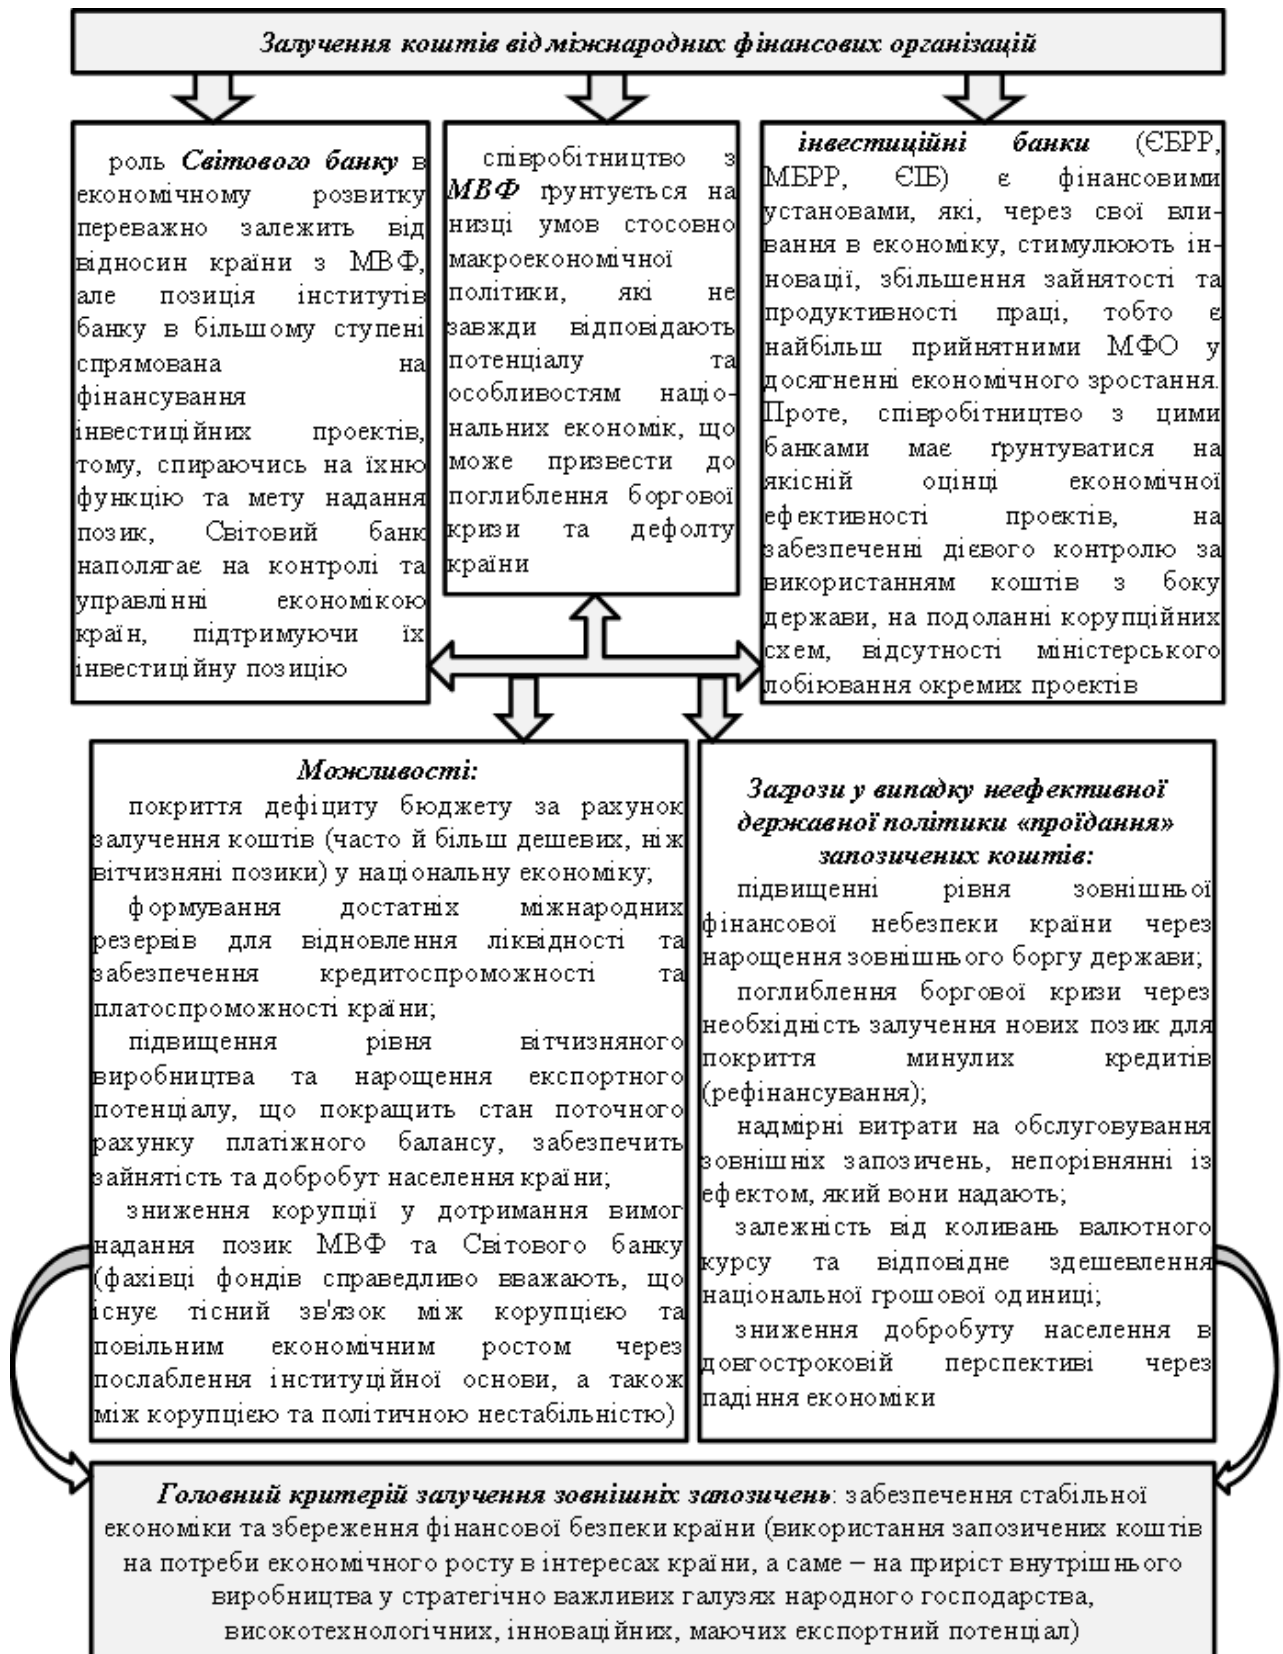 Залучення коштів від міжнародних фінансових організацій
роль Світового банку в
економічному розвитку
переважно залежить від
відносин країни з МВФ,
але позиція інститутів
банку в більшому ступені
спрямована на
фінансування
інвестиційних проектів,
тому, спираючись на їхню
функцію та мету надання
позик, Світовий банк
наполягає на контролі та
управлінні економікою
країн, підтримуючи їх
інвестиційну позицію
співробітництво з
МВФ ґрунтується на
низці умов стосовно
макроекономічної
політики, які не
завжди відповідають
потенціалу та
особливостям націо-
нальних економік, що
може призвести до
поглиблення боргової
кризи та дефолту
країни
інвестиційні банки (ЄБРР,
МБРР, ЄІБ) є фінансовими
установами, які, через свої вли-
вання в економіку, стимулюють ін-
новації, збільшення зайнятості та
продуктивності праці, тобто є
найбільш прийнятними МФО у
досягненні економічного зростання.
Проте, співробітництво з цими
банками має ґрунтуватися на
якісній оцінці економічної
ефективності проектів, на
забезпеченні дієвого контролю за
використанням коштів з боку
держави, на подоланні корупційних
схем, відсутності міністерського
лобіювання окремих проектів
Можливості:
покриття дефіциту бюджету за рахунок
залучення коштів (часто й більш дешевих, ніж
вітчизняні позики) у національну економіку;
формування достатніх міжнародних
резервів для відновлення ліквідності та
забезпечення кредитоспроможності та
платоспроможності країни;
підвищення рівня вітчизняного
виробництва та нарощення експортного
потенціалу, що покращить стан поточного
рахунку платіжного балансу, забезпечить
зайнятість та добробут населення країни;
зниження корупції у дотримання вимог
надання позик МВФ та Світового банку
(фахівці фондів справедливо вважають, що
існує тісний зв'язок між корупцією та
повільним економічним ростом через
послаблення інституційної основи, а також
між корупцією та політичною нестабільністю)
Загрози у випадку неефективної
державної політики «проїдання»
запозичених коштів:
підвищенні рівня зовнішньої
фінансової небезпеки країни через
нарощення зовнішнього боргу держави;
поглиблення боргової кризи через
необхідність залучення нових позик для
покриття минулих кредитів
(рефінансування);
надмірні витрати на обслуговування
зовнішніх запозичень, непорівнянні із
ефектом, який вони надають;
залежність від коливань валютного
курсу та відповідне здешевлення
національної грошової одиниці;
зниження добробуту населення в
довгостроковій перспективі через
падіння економіки
Головний критерій залучення зовнішніх запозичень: забезпечення стабільної
економіки та збереження фінансової безпеки країни (використання запозичених коштів
на потреби економічного росту в інтересах країни, а саме – на приріст внутрішнього
виробництва у стратегічно важливих галузях народного господарства,
високотехнологічних, інноваційних, маючих експортний потенціал)